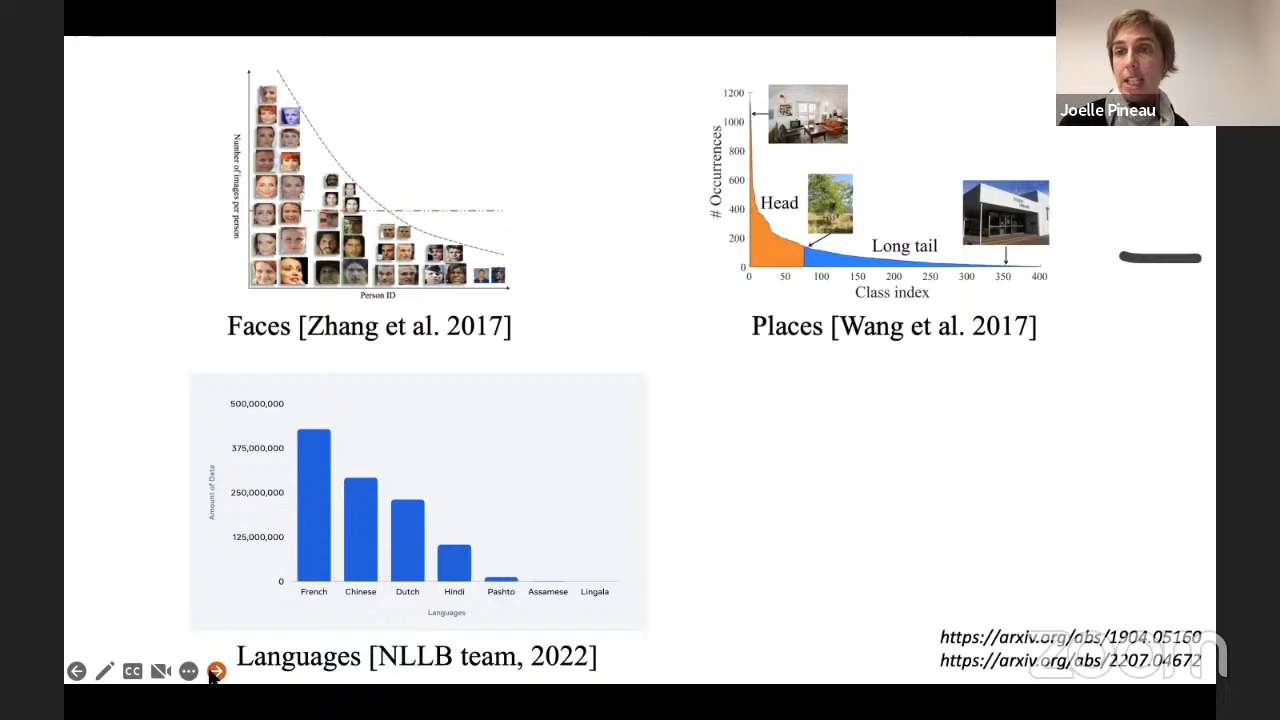 Joelle Pineau
Number of images per person
Person ID
Faces [Zhang et al. 2017]
# Occurrences
1200
1000
800
600
400
200
0
Head
Long tail
0 50 100 150 200 250 300 350 400
Class index
Places [Wang et al. 2017]
Amount of Data
500,000,000
375,000,000
250,000,000
125,000,000
0
French Chinese Dutch Hindi Pashto Assamese Lingala
Languages
Languages [NLLB team, 2022]
https://arxiv.org/abs/1904.05160
https://arxiv.org/abs/2207.04672
zoom
CC